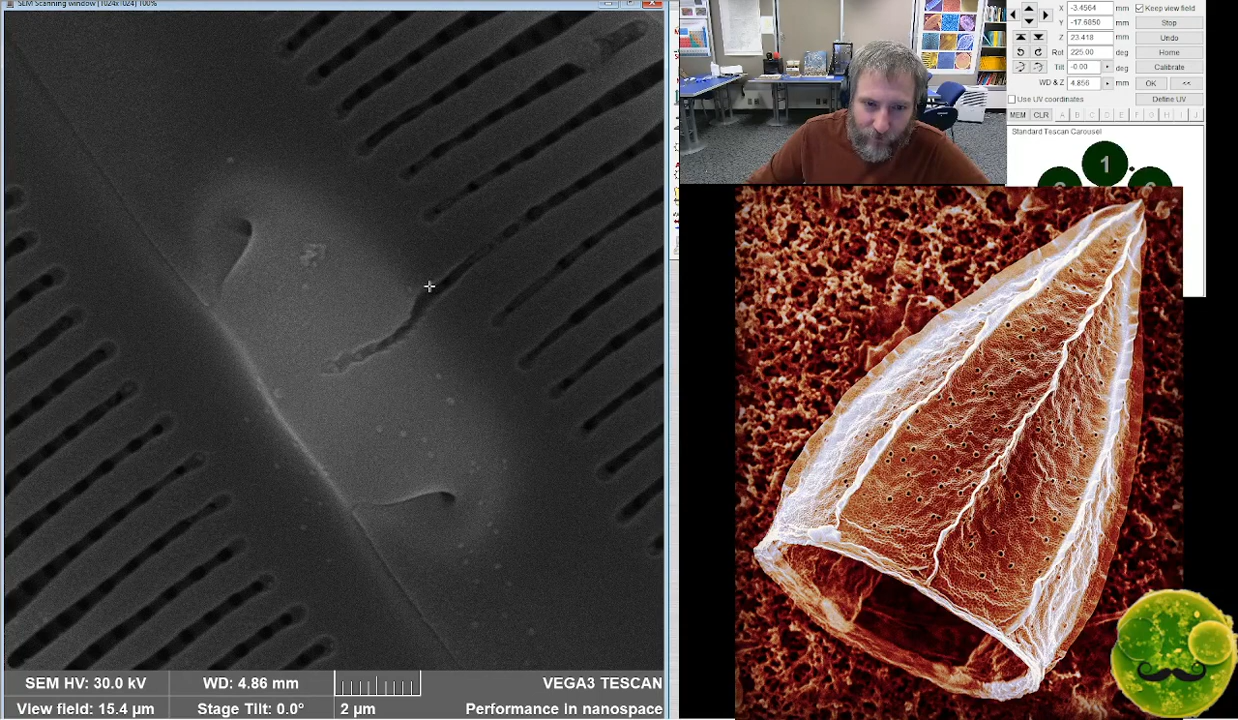 SEM Scanning window [1024x1024] 100%
SEM HV: 30.0 kV
WD: 4.86 mm
VEGA3 TESCAN
View field: 15.4 µm
Stage Tilt: 0.0°
2 µm
Performance in nanospace
X -3.4564 mm
Keep view field
Y -17.6850 mm
Stop
Z 23.418 mm
Undo
Rot 225.00 deg
Home
Tilt -0.00 deg
Calibrate
WD & Z 4.856 mm
OK <<
Use UV coordinates
Define UV
MEM CLR A B C D E F G H I J
Standard Tescan Carousel
1